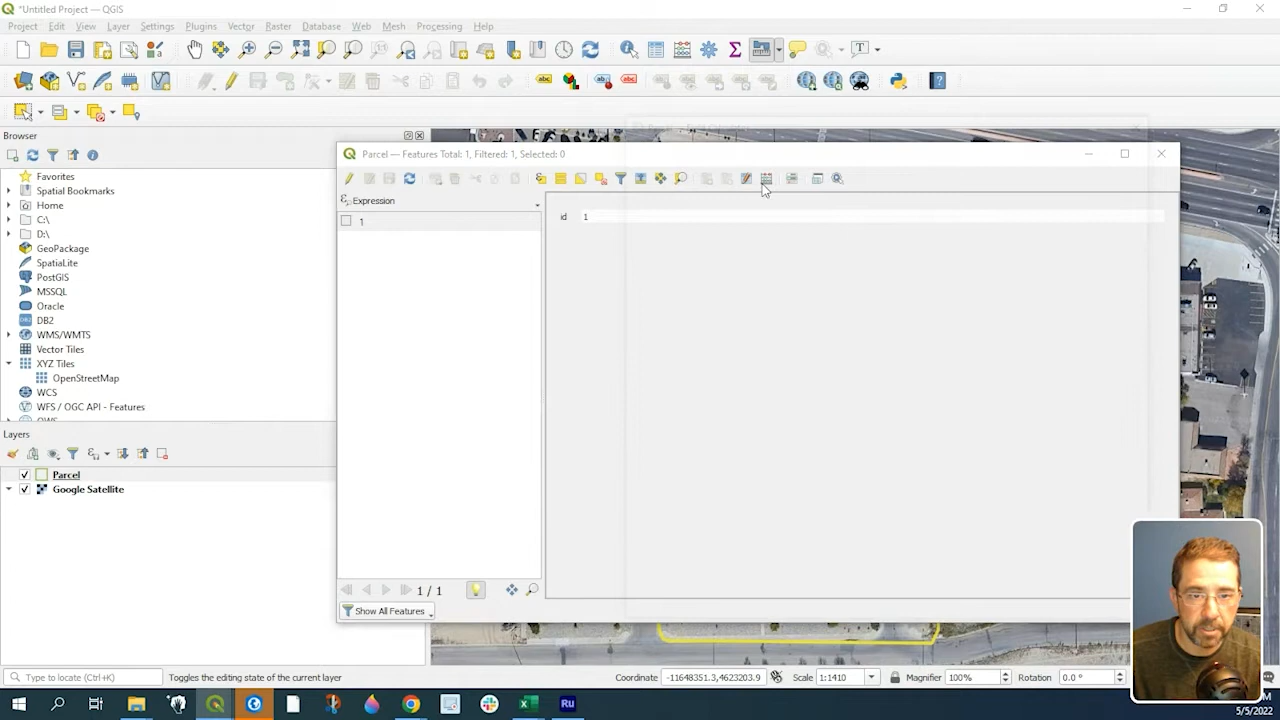 *Untitled Project — QGIS
Project Edit View Layer Settings Plugins Vector Raster Database Web Mesh Processing Help
Browser
Favorites
Spatial Bookmarks
Home
C:\
D:\
GeoPackage
SpatiaLite
PostGIS
MSSQL
Oracle
DB2
WMS/WMTS
Vector Tiles
XYZ Tiles
OpenStreetMap
WCS
WFS / OGC API - Features
Layers
Parcel
Google Satellite
Parcel — Features Total: 1, Filtered: 1, Selected: 0
Expression
1
id 1
1 / 1
Show All Features
Type to locate (Ctrl+K)
Toggles the editing state of the current layer
Coordinate -11648351.3,4623203.9
Scale 1:1410
Magnifier 100%
Rotation 0.0 °
5/5/2022